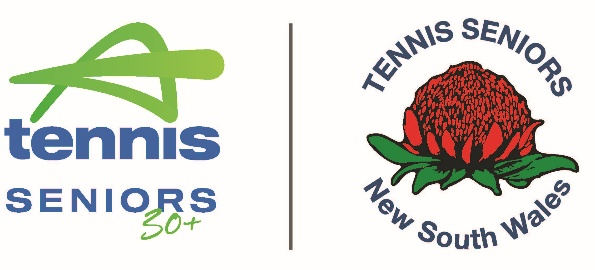 tennis
SENIORS
30+
TENNIS SENIORS
New South Wales